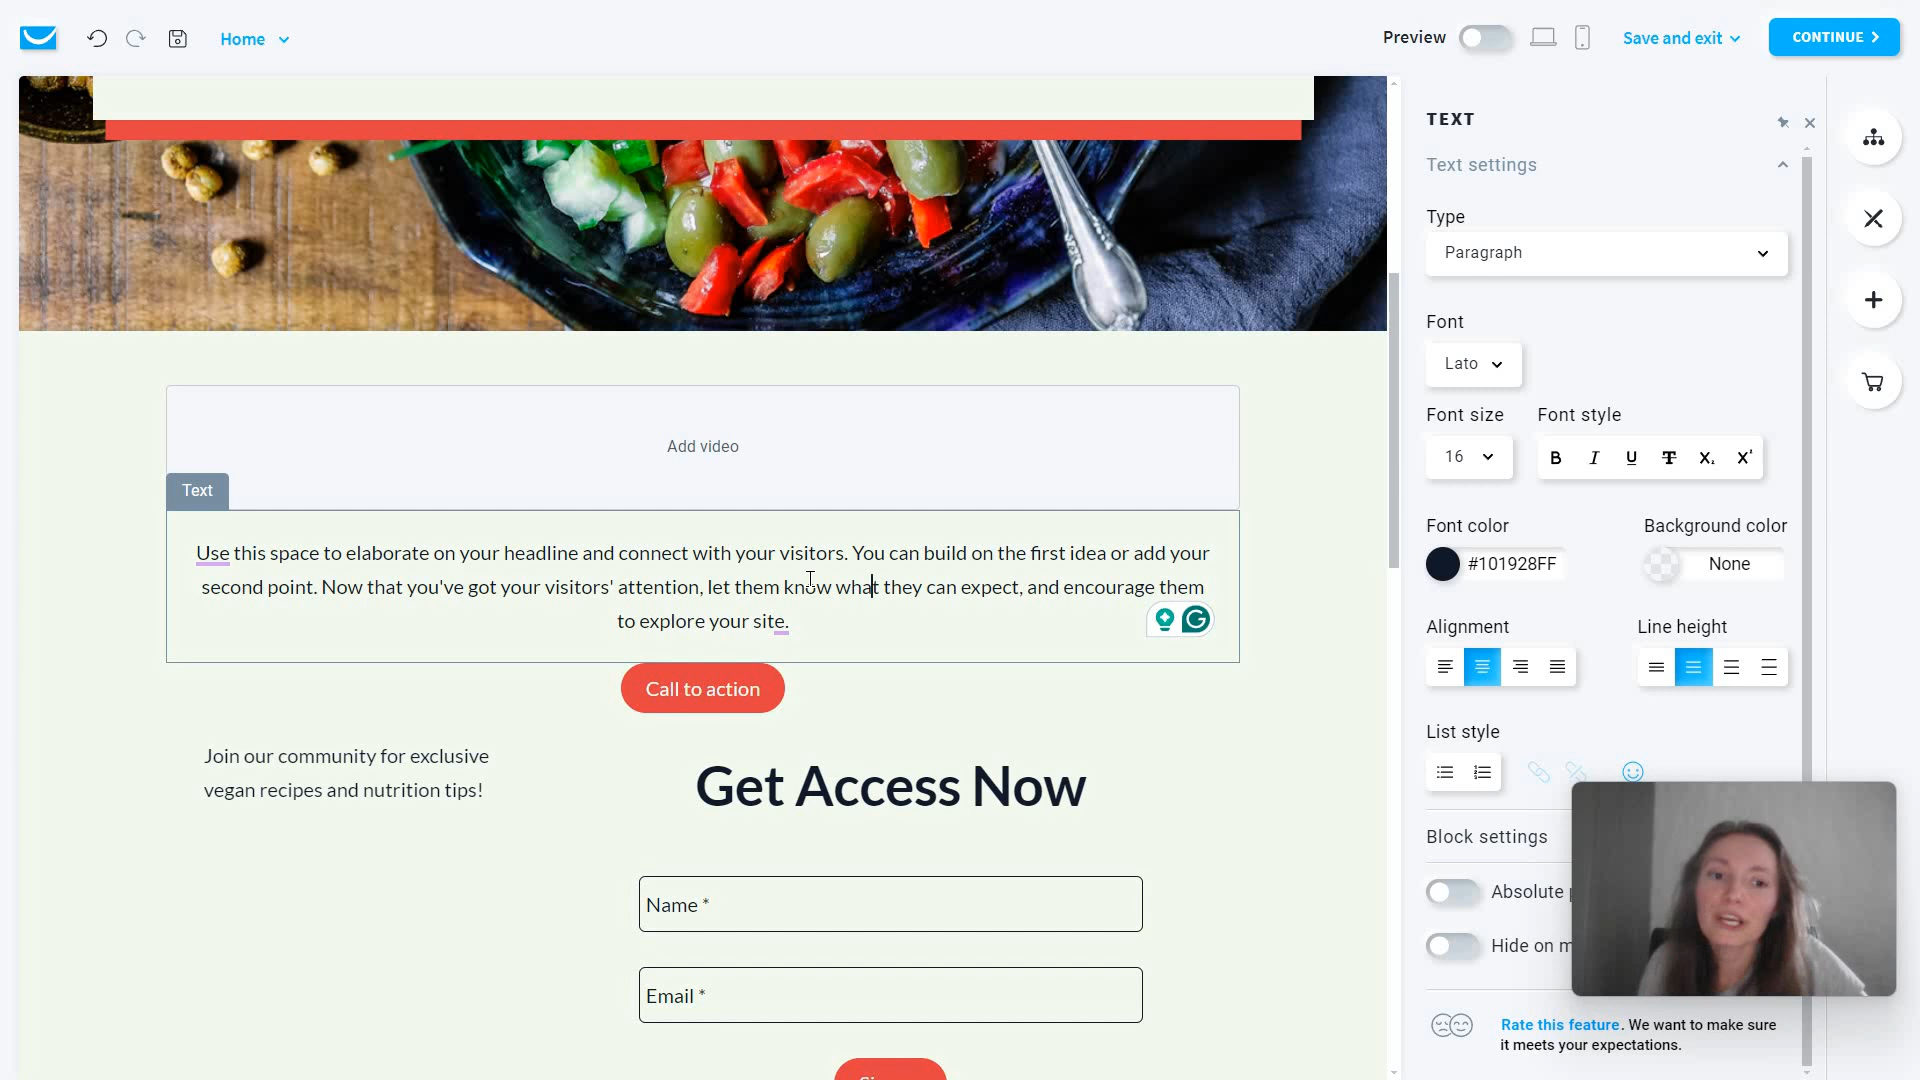 Home
Preview
Save and exit
CONTINUE
TEXT
Text settings
Type
Paragraph
Font
Lato
Font size
Font style
16
B I U T X, X'
Font color
Background color
#101928FF
None
Alignment
Line height
List style
Block settings
Absolute
Hide on m
Rate this feature. We want to make sure
it meets your expectations.
Add video
Text
Use this space to elaborate on your headline and connect with your visitors. You can build on the first idea or add your
second point. Now that you've got your visitors' attention, let them know what they can expect, and encourage them
to explore your site.
Call to action
Join our community for exclusive
vegan recipes and nutrition tips!
Get Access Now
Name *
Email *